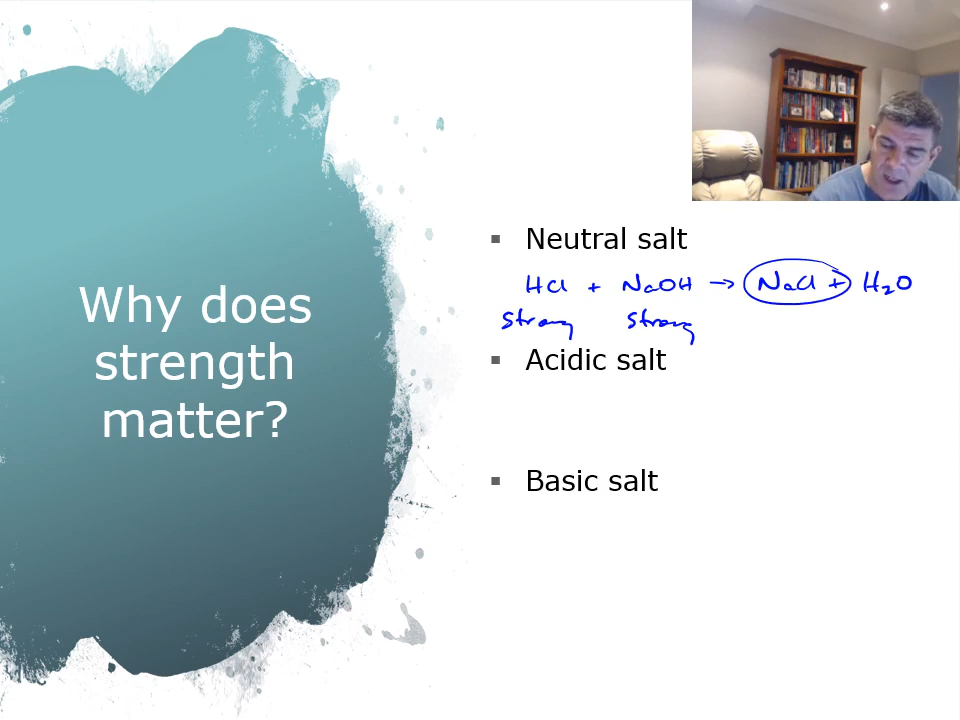 Why does
strength
matter?
Neutral salt
HCl + NaOH → NaCl + H₂O
strong strong
Acidic salt
Basic salt